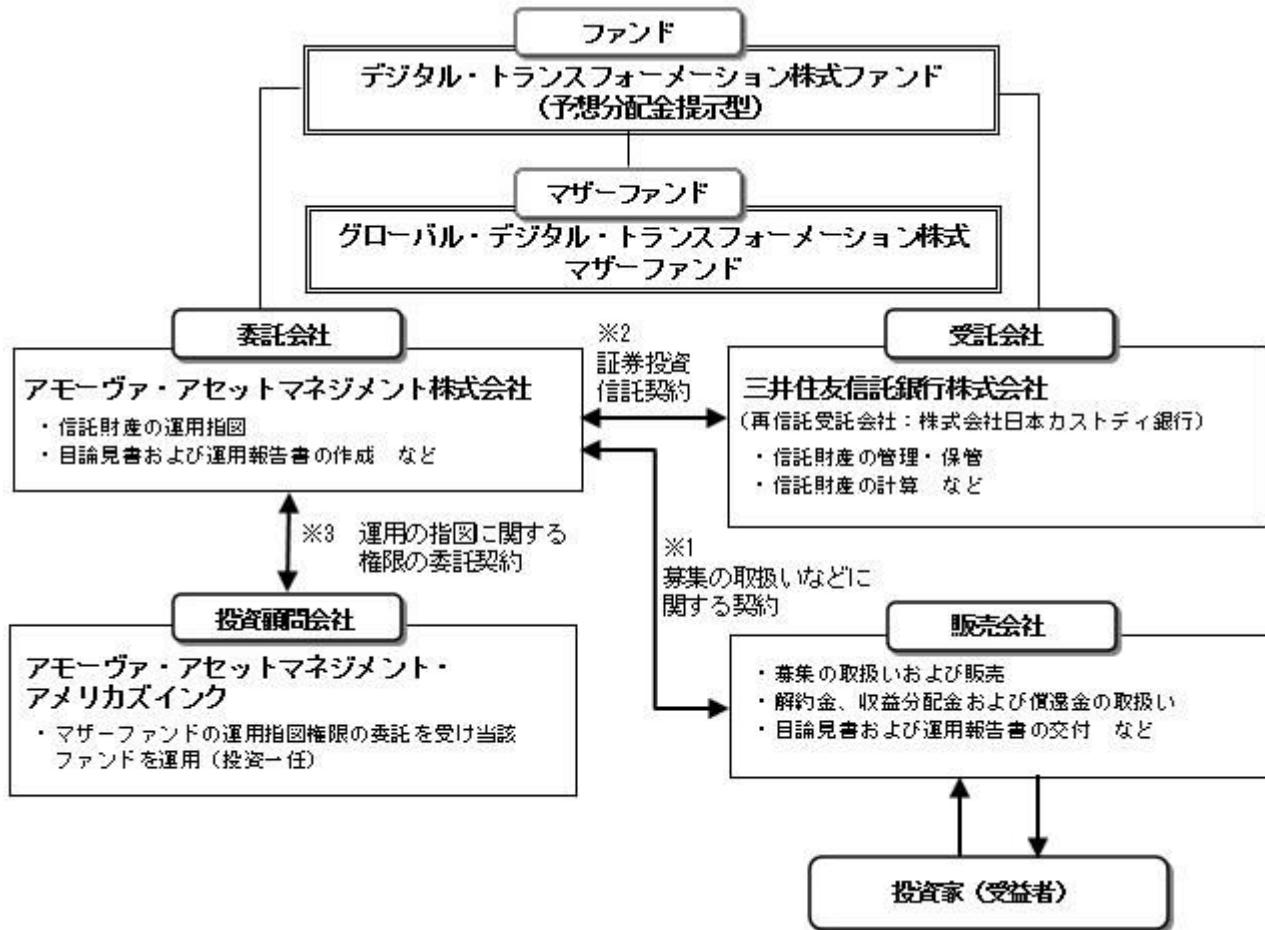 ファンド
デジタル・トランスフォーメーション株式ファンド
（予想分配金提示型）
マザーファンド
グローバル・デジタル・トランスフォーメーション株式
マザーファンド
委託会社
アモーヴァ・アセットマネジメント株式会社
・信託財産の運用指図
・目論見書および運用報告書の作成　など
※2
証券投資
信託契約
受託会社
三井住友信託銀行株式会社
（再信託受託会社：株式会社日本カストディ銀行）
・信託財産の管理・保管
・信託財産の計算　など
※3　運用の指図に関する
権限の委託契約
※1
募集の取扱いなどに
関する契約
投資顧問会社
アモーヴァ・アセットマネジメント・
アメリカズインク
・マザーファンドの運用指図権限の委託を受け当該
ファンドを運用（投資一任）
販売会社
・募集の取扱いおよび販売
・解約金、収益分配金および償還金の取扱い
・目論見書および運用報告書の交付　など
投資家（受益者）